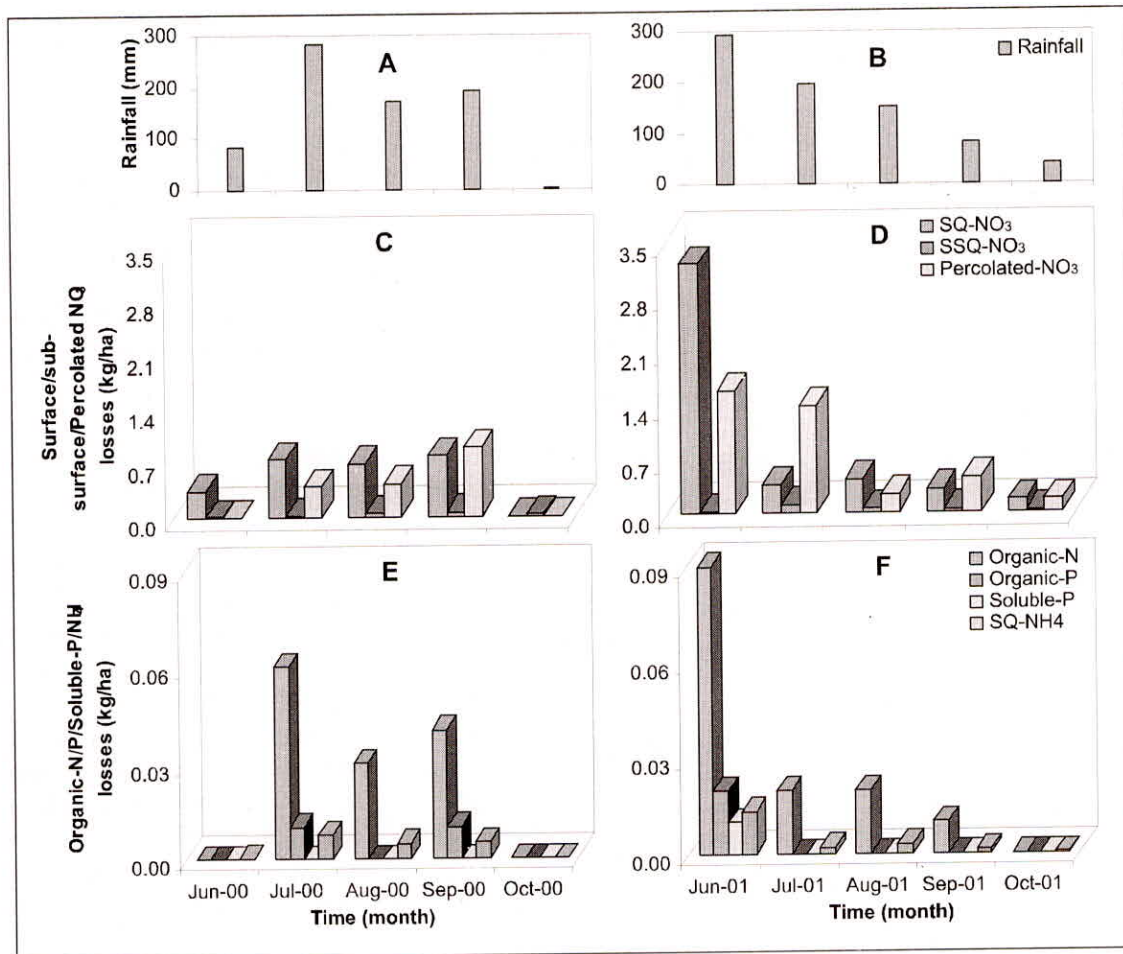 A
B
Rainfall
Rainfall (mm)
300
200
100
0
300
200
100
0
C
D
SQ-NO₃
SSQ-NO₃
Percolated-NO₃
Surface/sub-
surface/Percolated NO₃
losses (kg/ha)
3.5
2.8
2.1
1.4
0.7
0.0
3.5
2.8
2.1
1.4
0.7
0.0
E
F
Organic-N
Organic-P
Soluble-P
SQ-NH4
Organic-N/P/Soluble-P/NH₄
losses (kg/ha)
0.09
0.06
0.03
0.00
0.09
0.06
0.03
0.00
Jun-00 Jul-00 Aug-00 Sep-00 Oct-00
Time (month)
Jun-01 Jul-01 Aug-01 Sep-01 Oct-01
Time (month)